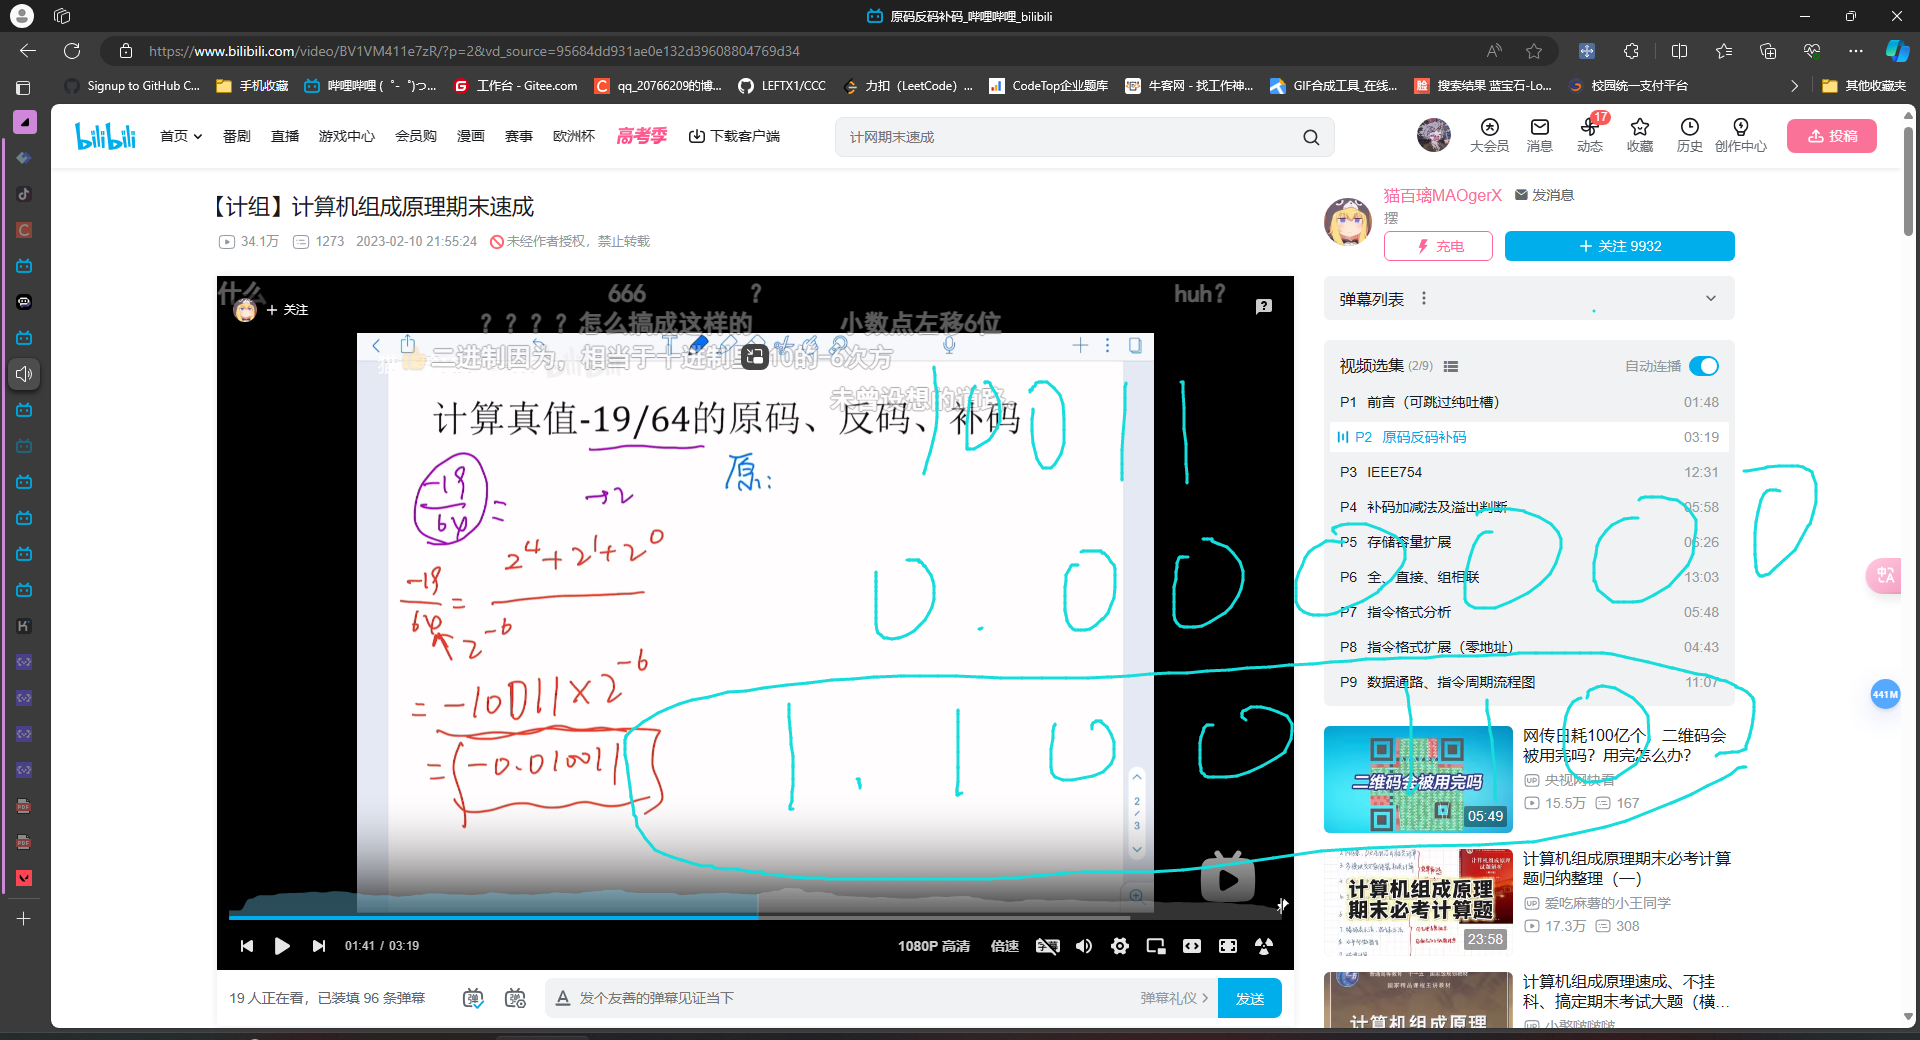 原码反码补码_哔哩哔哩_bilibili
https://www.bilibili.com/video/BV1VM411e7zR/?p=2&vd_source=95684dd931ae0e132d39608804769d34
Signup to GitHub C... 手机收藏 哔哩哔哩 (゜-゜)つ... 工作台 - Gitee.com qq_20766209的博... LEFTX1/CCC 力扣（LeetCode）... CodeTop企业题库 牛客网 - 找工作神... GIF合成工具_在线... 搜索结果 蓝宝石-Lo... 校园统一支付平台 其他收藏夹
bilibili 首页 番剧 直播 游戏中心 会员购 漫画 赛事 欧洲杯 高考季 下载客户端 计网期末速成 大会员 消息 17 动态 收藏 历史 创作中心 投稿
【计组】计算机组成原理期末速成
34.1万 1273 2023-02-10 21:55:24 未经作者授权，禁止转载
猫百璃MAOgerX 发消息
摆
充电 + 关注 9932
什么 666 ? huh?
+ 关注
? ? ? ? 怎么搞成这样的 小数点左移6位
二进制因为，相当于十进制里10的-6次方
未曾设想的道路
计算真值-19/64的原码、反码、补码
1 0 0 1 1
原：
-19/64 = →2
2^4+2^1+2^0
-19/64 =
2^-6
0.000000
= -10011×2^-6
= (-0.010011)
1.100110
2/3
01:41 / 03:19 1080P 高清 倍速 字幕
19 人正在看，已装填 96 条弹幕 弹 弹 A 发个友善的弹幕见证当下 弹幕礼仪 > 发送
弹幕列表
视频选集 (2/9) 自动连播
P1 前言（可跳过纯吐槽） 01:48
P2 原码反码补码 03:19
P3 IEEE754 12:31
P4 补码加减法及溢出判断 05:58
P5 存储容量扩展 06:26
P6 全、直接、组相联 13:03
P7 指令格式分析 05:48
P8 指令格式扩展（零地址） 04:43
P9 数据通路、指令周期流程图 11:07
二维码会被用完吗
05:49
网传日耗100亿个，二维码会被用完吗？用完怎么办？
UP 央视网快看
15.5万 167
计算机组成原理
期末必考计算题
23:58
计算机组成原理期末必考计算题归纳整理（一）
UP 爱吃麻薯的小王同学
17.3万 308
计算机组成原理
计算机组成原理速成、不挂科、搞定期末考试大题（横...
UP 小憨啵啵啵
中A
441M